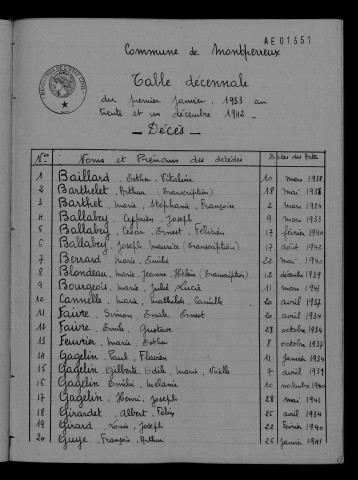 AE01351
Commune de Montperreux
Table décennale
du premier janvier 1933 au
trente et un décembre 1942
- Décès -
Nos Noms et Prénoms des décédés Dates des Actes
1 Baillard, Esther, Vitaline 10 mars 1938
2 Barthelet, Arthur (Transcription) 18 mai 1938
3 Barthet, Marie, Stéphanie, Françoise 2 mars 1934
4 Ballabey, Cyprien, Joseph 9 mars 1933
5 Ballabey, César, Ernest, Félicien 17 février 1940
6 Ballabey, Joseph, Maurice (Transcription) 17 août 1942
7 Berrard, Marie, Emilie 22 mai 1940
8 Blondeau, Marie, Jeanne, Hélène (Transcription) 12 décembre 1939
9 Bourgeois, Marie, Julie, Lucie 11 mars 1941
10 Cannelle, Marie, Mathilde, Camille 20 avril 1937
11 Faivre, Simon, Emile, Ernest 20 avril 1934
12 Faivre, Emile, Gustave 28 octobre 1934
13 Feuvrier, Marie, Esther 8 octobre 1937
14 Gagelin, Paul, Flavien 11 janvier 1934
15 Gagelin, Gilberte, Odile, Marie, Noëlle 7 avril 1939
16 Gagelin, Emilie, Mélanie 10 novembre 1940
17 Gagelin, Henri, Joseph 28 mai 1941
18 Girardet, Albert, Félix 25 avril 1934
19 Girard, Louis, Joseph 22 février 1940
20 Guye, François, Arthur 25 janvier 1941